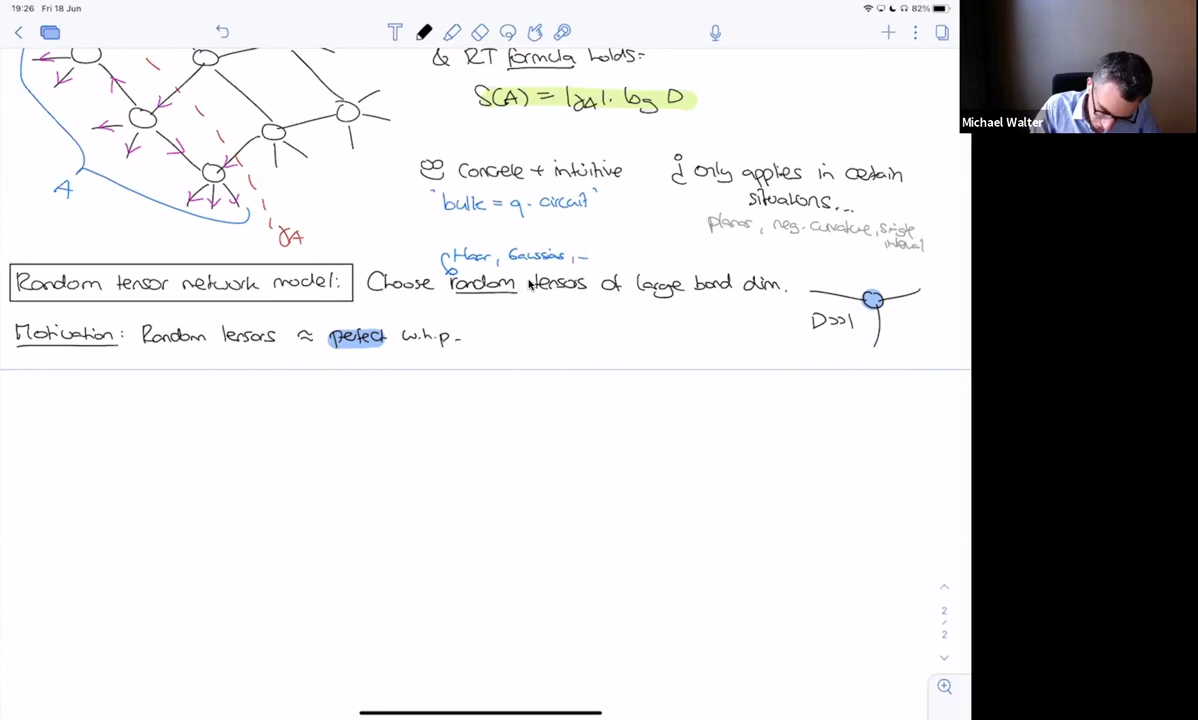 19:26 Fri 18 Jun
82%
& RT formula holds:
S(A) = |γA| · log D
A
γA
concrete + intuitive
"bulk = q. circuit"
only applies in certain
situations...
planar, neg. curvature, single
interval
Michael Walter
Haar, Gaussian, ...
Random tensor network model: Choose random tensors of large bond dim.
D>>1
Motivation: Random tensors ≈ perfect w.h.p.
2
/
2